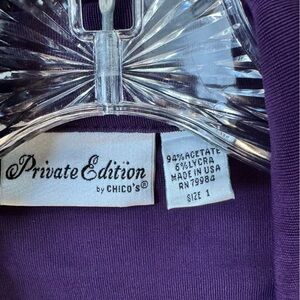 Private Edition
by CHICO'S®
94% ACETATE
6% LYCRA
MADE IN USA
RN 79984
SIZE 1